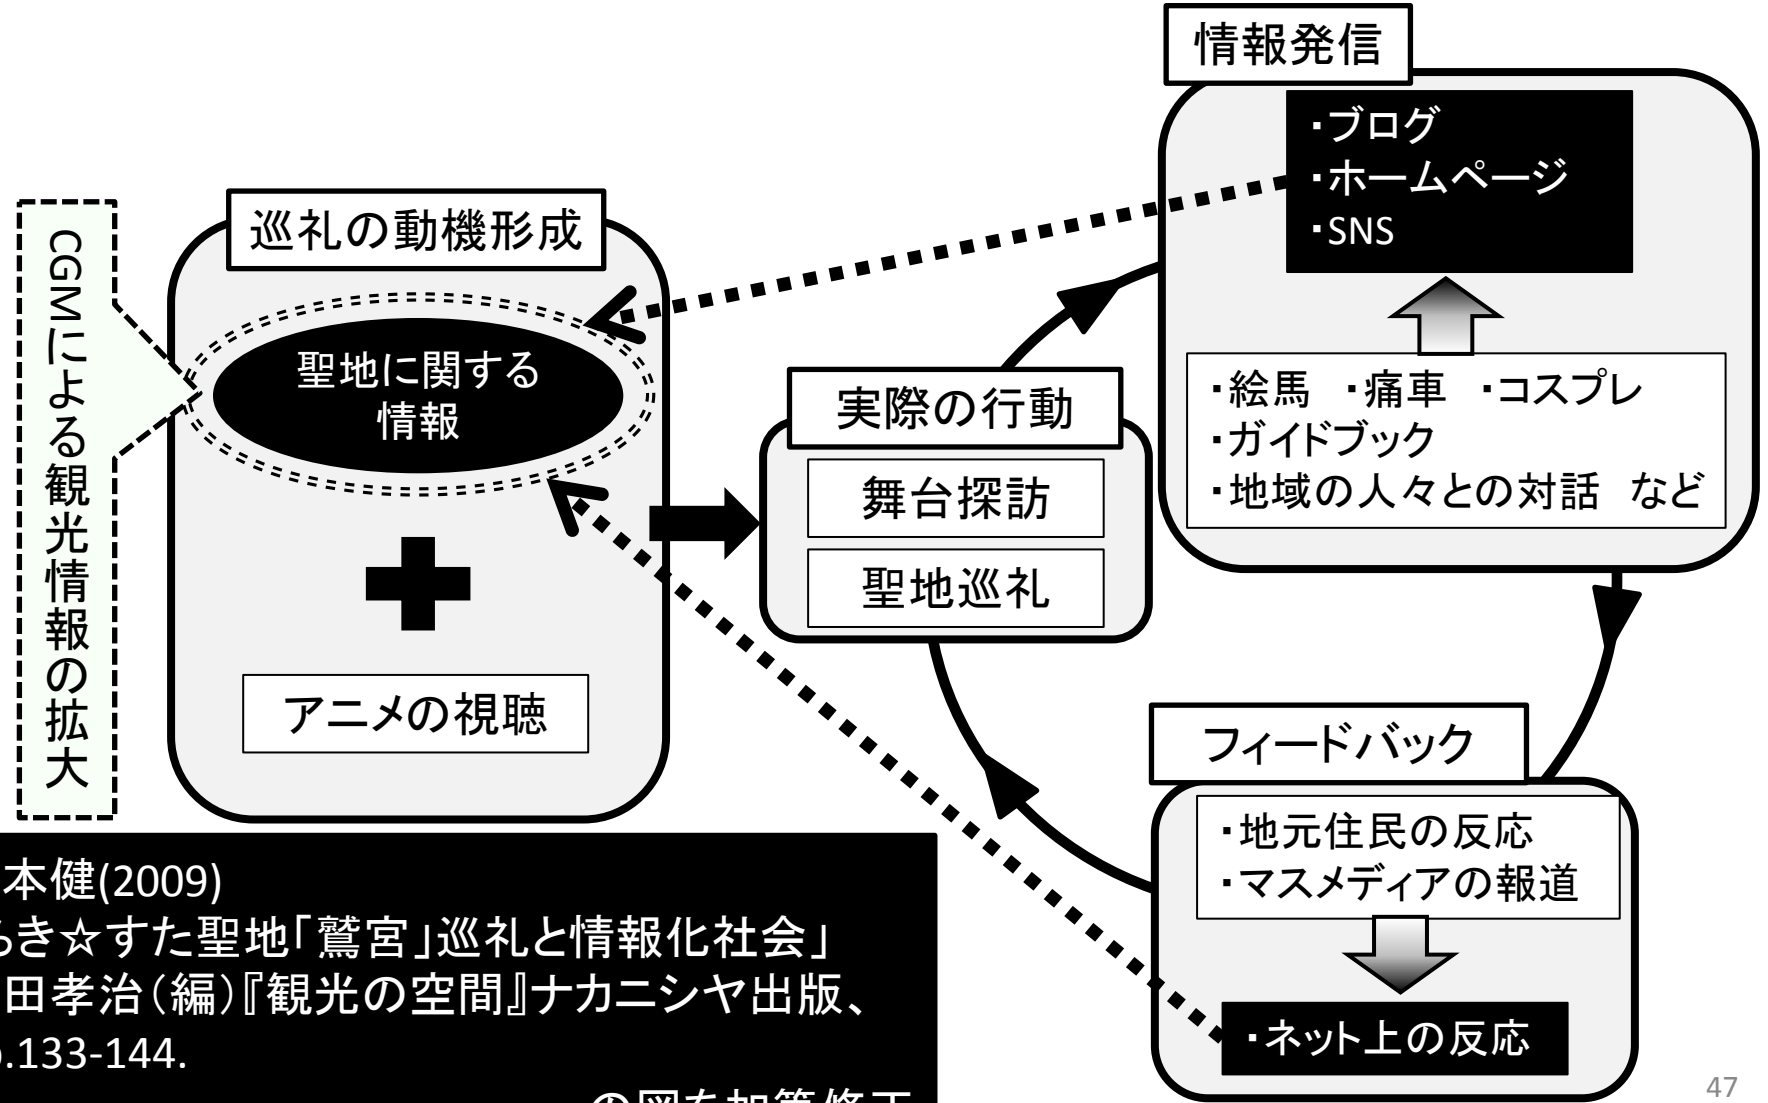 情報発信
・ブログ
・ホームページ
・SNS
・絵馬 ・痛車 ・コスプレ
・ガイドブック
・地域の人々との対話 など
巡礼の動機形成
聖地に関する
情報
アニメの視聴
CGMによる観光情報の拡大
実際の行動
舞台探訪
聖地巡礼
フィードバック
・地元住民の反応
・マスメディアの報道
・ネット上の反応
本健(2009)
き☆すた聖地「鷲宮」巡礼と情報化社会」
田孝治(編)『観光の空間』ナカニシヤ出版、
.133-144.
の図を加筆修正
47